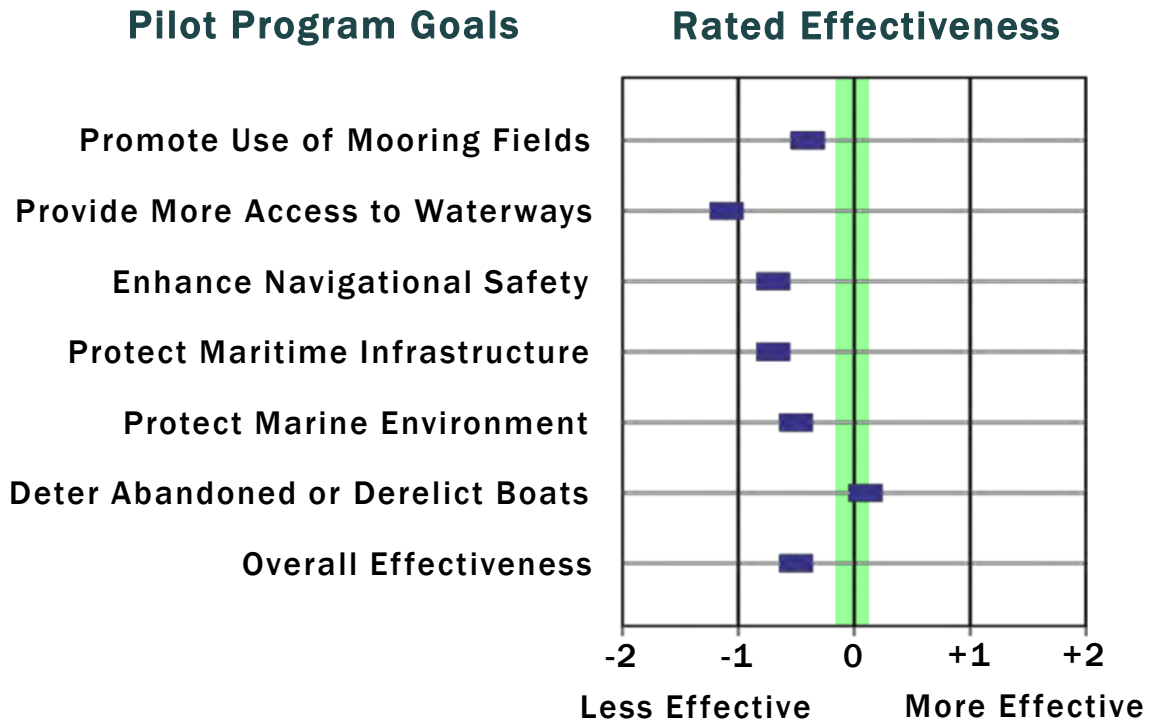 Pilot Program Goals
Rated Effectiveness
Promote Use of Mooring Fields
Provide More Access to Waterways
Enhance Navigational Safety
Protect Maritime Infrastructure
Protect Marine Environment
Deter Abandoned or Derelict Boats
Overall Effectiveness
-2 -1 0 +1 +2
Less Effective More Effective